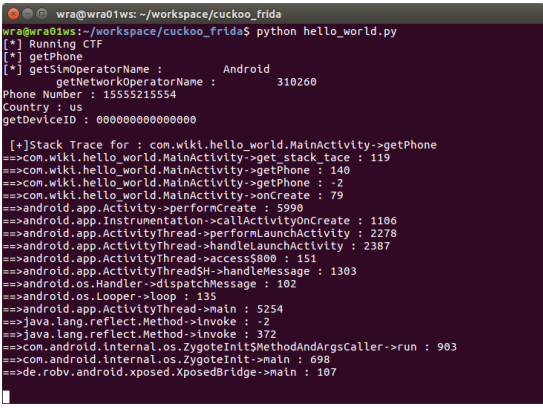 wra@wra01ws: ~/workspace/cuckoo_frida
wra@wra01ws:~/workspace/cuckoo_frida$ python hello_world.py
[*] Running CTF
[*] getPhone
[*] getSimOperatorName :          Android
         getNetworkOperatorName :          310260
Phone Number : 15555215554
Country : us
getDeviceID : 000000000000000
 [+]Stack Trace for : com.wiki.hello_world.MainActivity->getPhone
==>com.wiki.hello_world.MainActivity->get_stack_tace : 119
==>com.wiki.hello_world.MainActivity->getPhone : 140
==>com.wiki.hello_world.MainActivity->getPhone : -2
==>com.wiki.hello_world.MainActivity->onCreate : 79
==>android.app.Activity->performCreate : 5990
==>android.app.Instrumentation->callActivityOnCreate : 1106
==>android.app.ActivityThread->performLaunchActivity : 2278
==>android.app.ActivityThread->handleLaunchActivity : 2387
==>android.app.ActivityThread->access$800 : 151
==>android.app.ActivityThread$H->handleMessage : 1303
==>android.os.Handler->dispatchMessage : 102
==>android.os.Looper->loop : 135
==>android.app.ActivityThread->main : 5254
==>java.lang.reflect.Method->invoke : -2
==>java.lang.reflect.Method->invoke : 372
==>com.android.internal.os.ZygoteInit$MethodAndArgsCaller->run : 903
==>com.android.internal.os.ZygoteInit->main : 698
==>de.robv.android.xposed.XposedBridge->main : 107